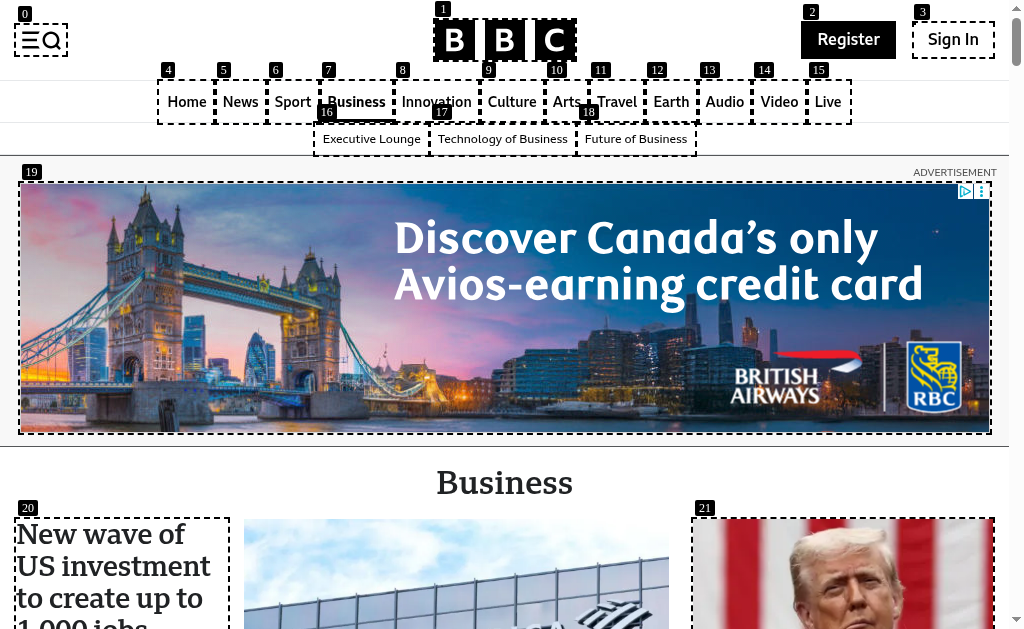 0
1
2
3
BBC
Register
Sign In
4
5
6
7
8
9
10
11
12
13
14
15
Home
News
Sport
Business
Innovation
Culture
Arts
Travel
Earth
Audio
Video
Live
16
17
18
Executive Lounge
Technology of Business
Future of Business
19
ADVERTISEMENT
Discover Canada's only
Avios-earning credit card
BRITISH
AIRWAYS
RBC
Business
20
21
New wave of
US investment
to create up to
1,000 jobs